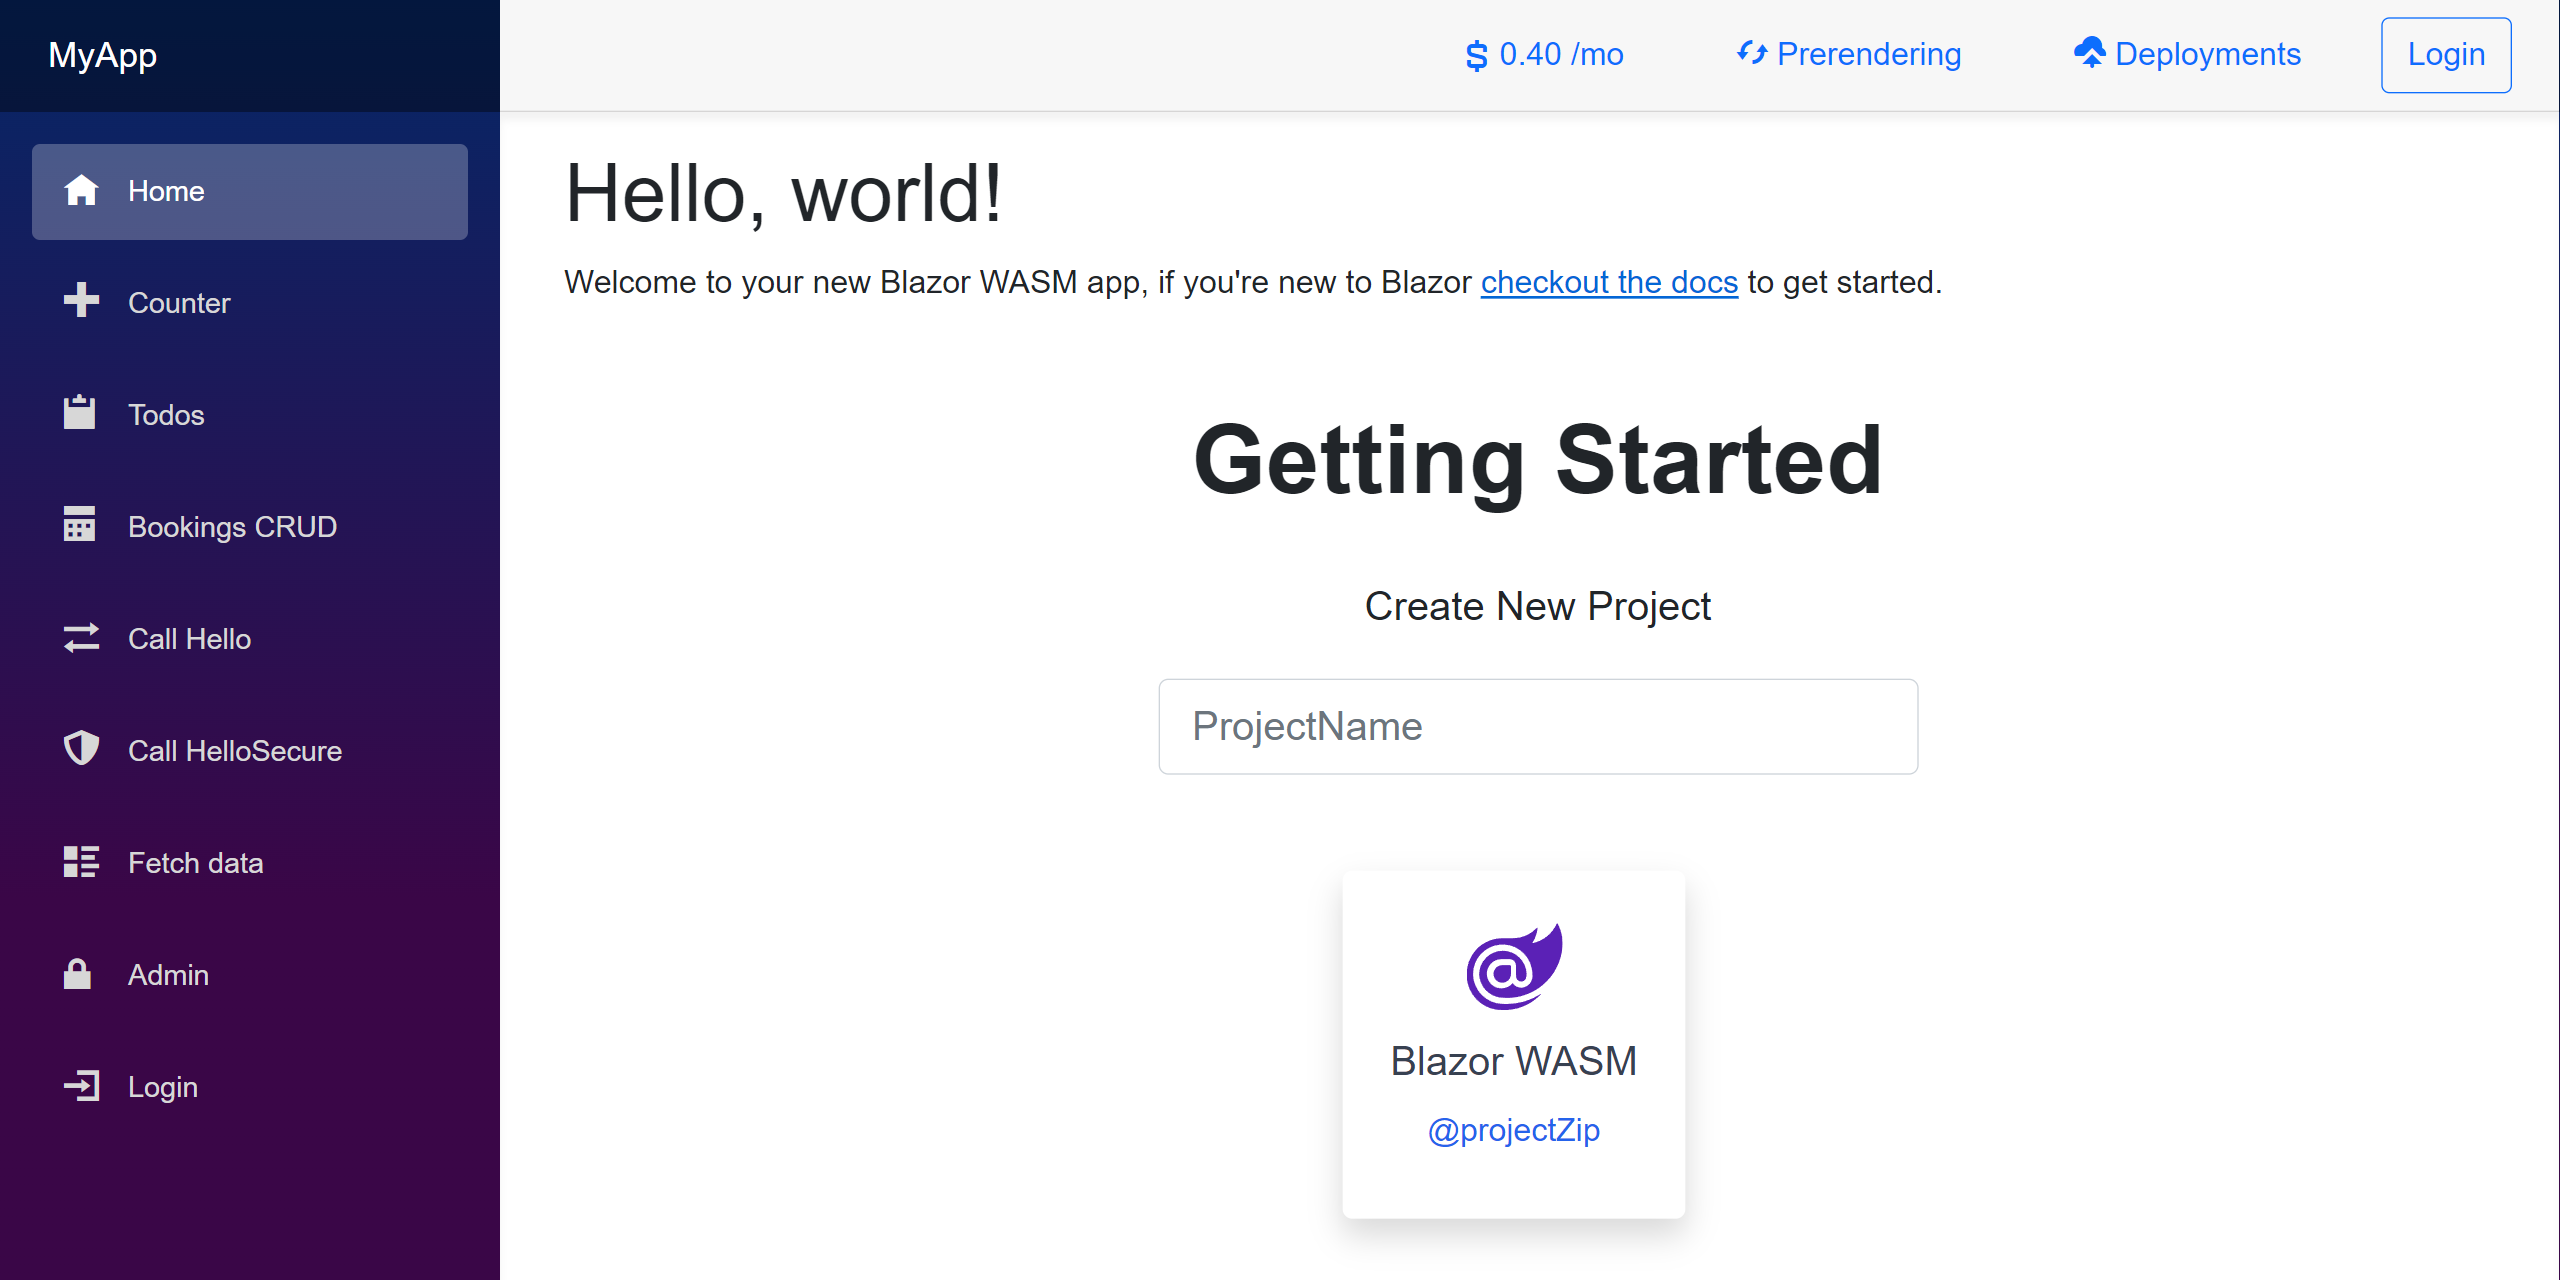 MyApp
$ 0.40 /mo
Prerendering
Deployments
Login
Home
Counter
Todos
Bookings CRUD
Call Hello
Call HelloSecure
Fetch data
Admin
Login
Hello, world!
Welcome to your new Blazor WASM app, if you're new to Blazor checkout the docs to get started.
Getting Started
Create New Project
ProjectName
Blazor WASM
@projectZip